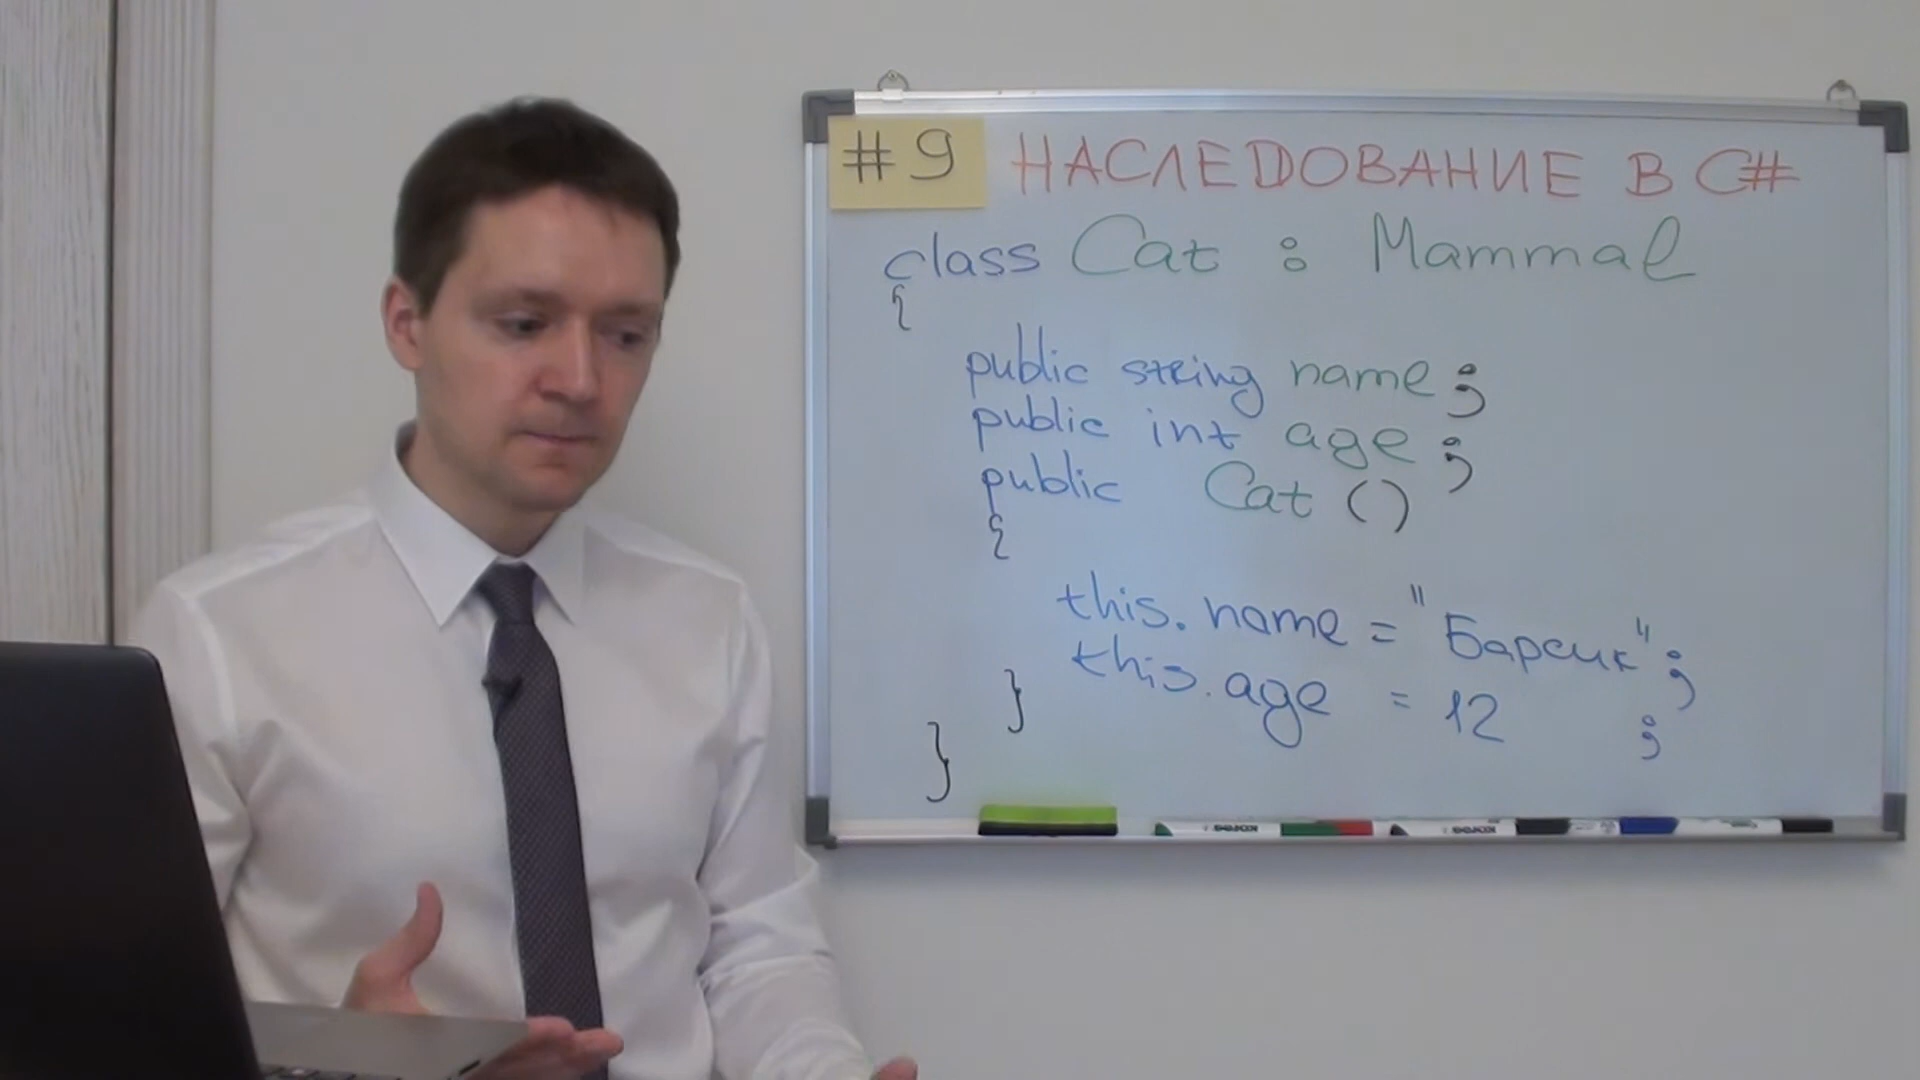 #9 НАСЛЕДОВАНИЕ В C#
class Cat : Mammal
{
public string name;
public int age;
public Cat ()
{
this.name = "Барсик";
this.age = 12 ;
}
}